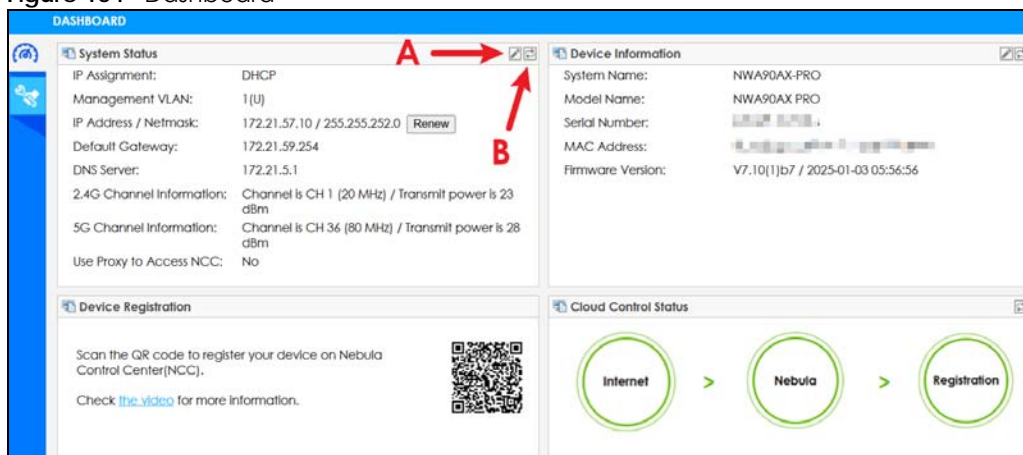 Dashboard
DASHBOARD
System Status
A
IP Assignment: DHCP
Management VLAN: 1(U)
IP Address / Netmask: 172.21.57.10 / 255.255.252.0 Renew
B
Default Gateway: 172.21.59.254
DNS Server: 172.21.5.1
2.4G Channel Information: Channel is CH 1 (20 MHz) / Transmit power is 23
dBm
5G Channel Information: Channel is CH 36 (80 MHz) / Transmit power is 28
dBm
Use Proxy to Access NCC: No
Device Information
System Name: NWA90AX-PRO
Model Name: NWA90AX PRO
Serial Number:
MAC Address:
Firmware Version: V7.10(1)b7 / 2025-01-03 05:56:56
Device Registration
Scan the QR code to register your device on Nebula
Control Center(NCC).
Check the video for more information.
Cloud Control Status
Internet > Nebula > Registration